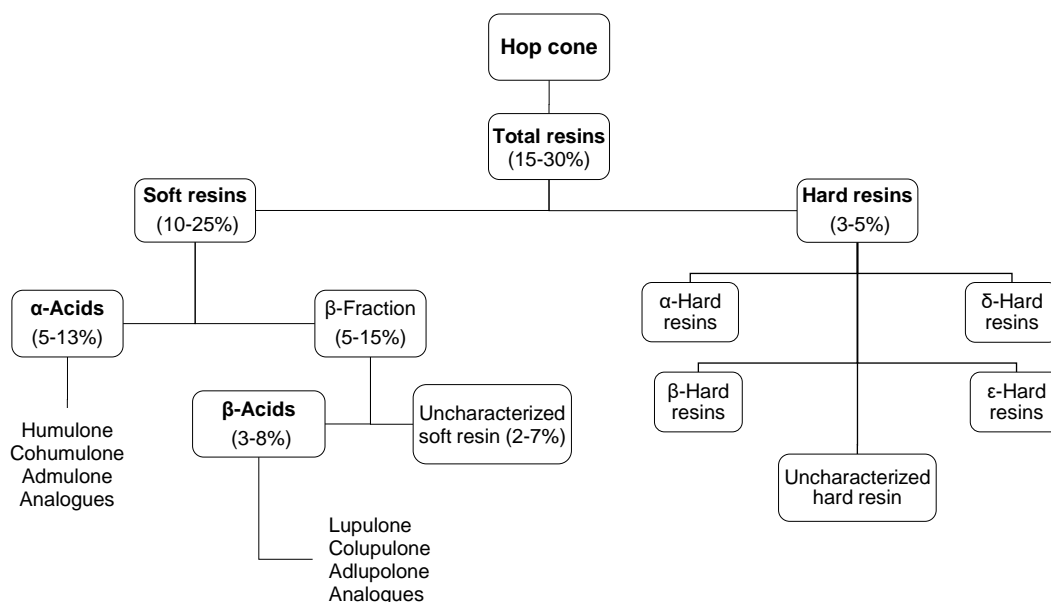 Hop cone
Total resins
(15-30%)
Soft resins
(10-25%)
Hard resins
(3-5%)
α-Acids
(5-13%)
β-Fraction
(5-15%)
α-Hard
resins
δ-Hard
resins
β-Acids
(3-8%)
Uncharacterized
soft resin (2-7%)
β-Hard
resins
ε-Hard
resins
Humulone
Cohumulone
Admulone
Analogues
Uncharacterized
hard resin
Lupulone
Colupulone
Adlupolone
Analogues